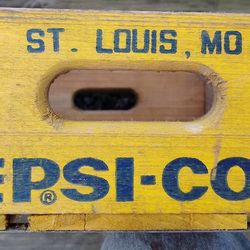 ST. LOUIS, MO
EPSI-CO
®